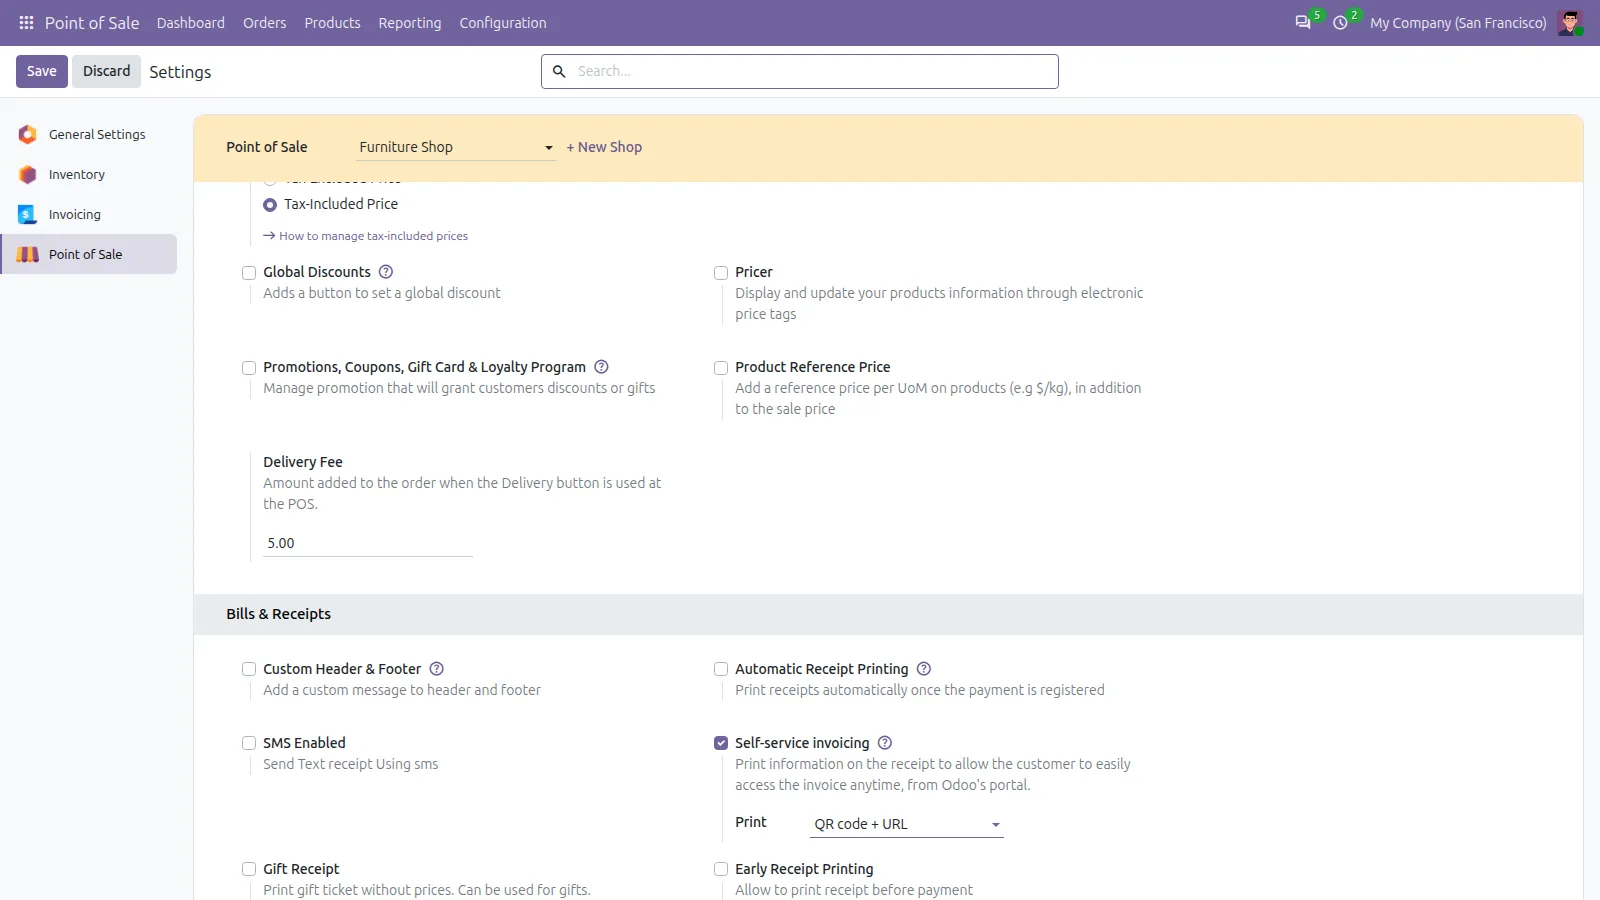 Point of Sale
Dashboard
Orders
Products
Reporting
Configuration
5
2
My Company (San Francisco)
Save
Discard
Settings
Search...
General Settings
Inventory
Invoicing
Point of Sale
Point of Sale
Furniture Shop
+ New Shop
Tax-Included Price
→ How to manage tax-included prices
Global Discounts ?
Adds a button to set a global discount
Pricer
Display and update your products information through electronic
price tags
Promotions, Coupons, Gift Card & Loyalty Program ?
Manage promotion that will grant customers discounts or gifts
Product Reference Price
Add a reference price per UoM on products (e.g $/kg), in addition
to the sale price
Delivery Fee
Amount added to the order when the Delivery button is used at
the POS.
5.00
Bills & Receipts
Custom Header & Footer ?
Add a custom message to header and footer
Automatic Receipt Printing ?
Print receipts automatically once the payment is registered
SMS Enabled
Send Text receipt Using sms
Self-service invoicing ?
Print information on the receipt to allow the customer to easily
access the invoice anytime, from Odoo's portal.
Print
QR code + URL
Gift Receipt
Print gift ticket without prices. Can be used for gifts.
Early Receipt Printing
Allow to print receipt before payment